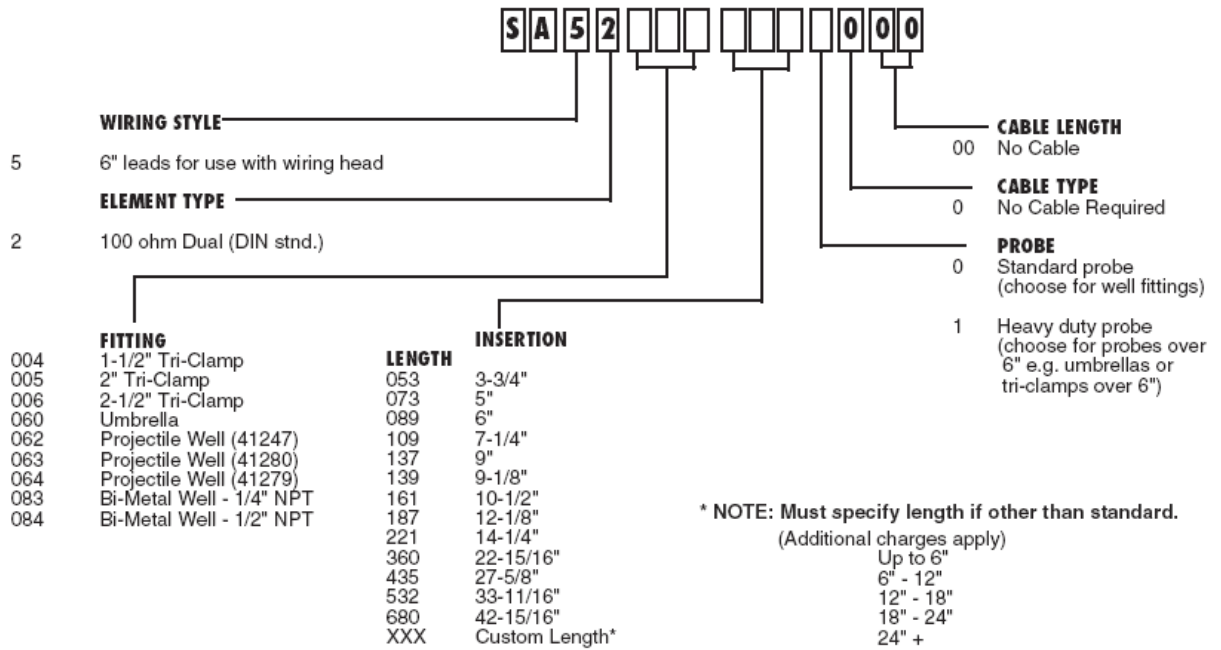 SA52 000
WIRING STYLE
5 6" leads for use with wiring head
ELEMENT TYPE
2 100 ohm Dual (DIN stnd.)
FITTING
004 1-1/2" Tri-Clamp
005 2" Tri-Clamp
006 2-1/2" Tri-Clamp
060 Umbrella
062 Projectile Well (41247)
063 Projectile Well (41280)
064 Projectile Well (41279)
083 Bi-Metal Well - 1/4" NPT
084 Bi-Metal Well - 1/2" NPT
INSERTION
LENGTH
053 3-3/4"
073 5"
089 6"
109 7-1/4"
137 9"
139 9-1/8"
161 10-1/2"
187 12-1/8"
221 14-1/4"
360 22-15/16"
435 27-5/8"
532 33-11/16"
680 42-15/16"
XXX Custom Length*
CABLE LENGTH
00 No Cable
CABLE TYPE
0 No Cable Required
PROBE
0 Standard probe
(choose for well fittings)
1 Heavy duty probe
(choose for probes over
6" e.g. umbrellas or
tri-clamps over 6")
* NOTE: Must specify length if other than standard.
(Additional charges apply)
Up to 6"
6" - 12"
12" - 18"
18" - 24"
24" +